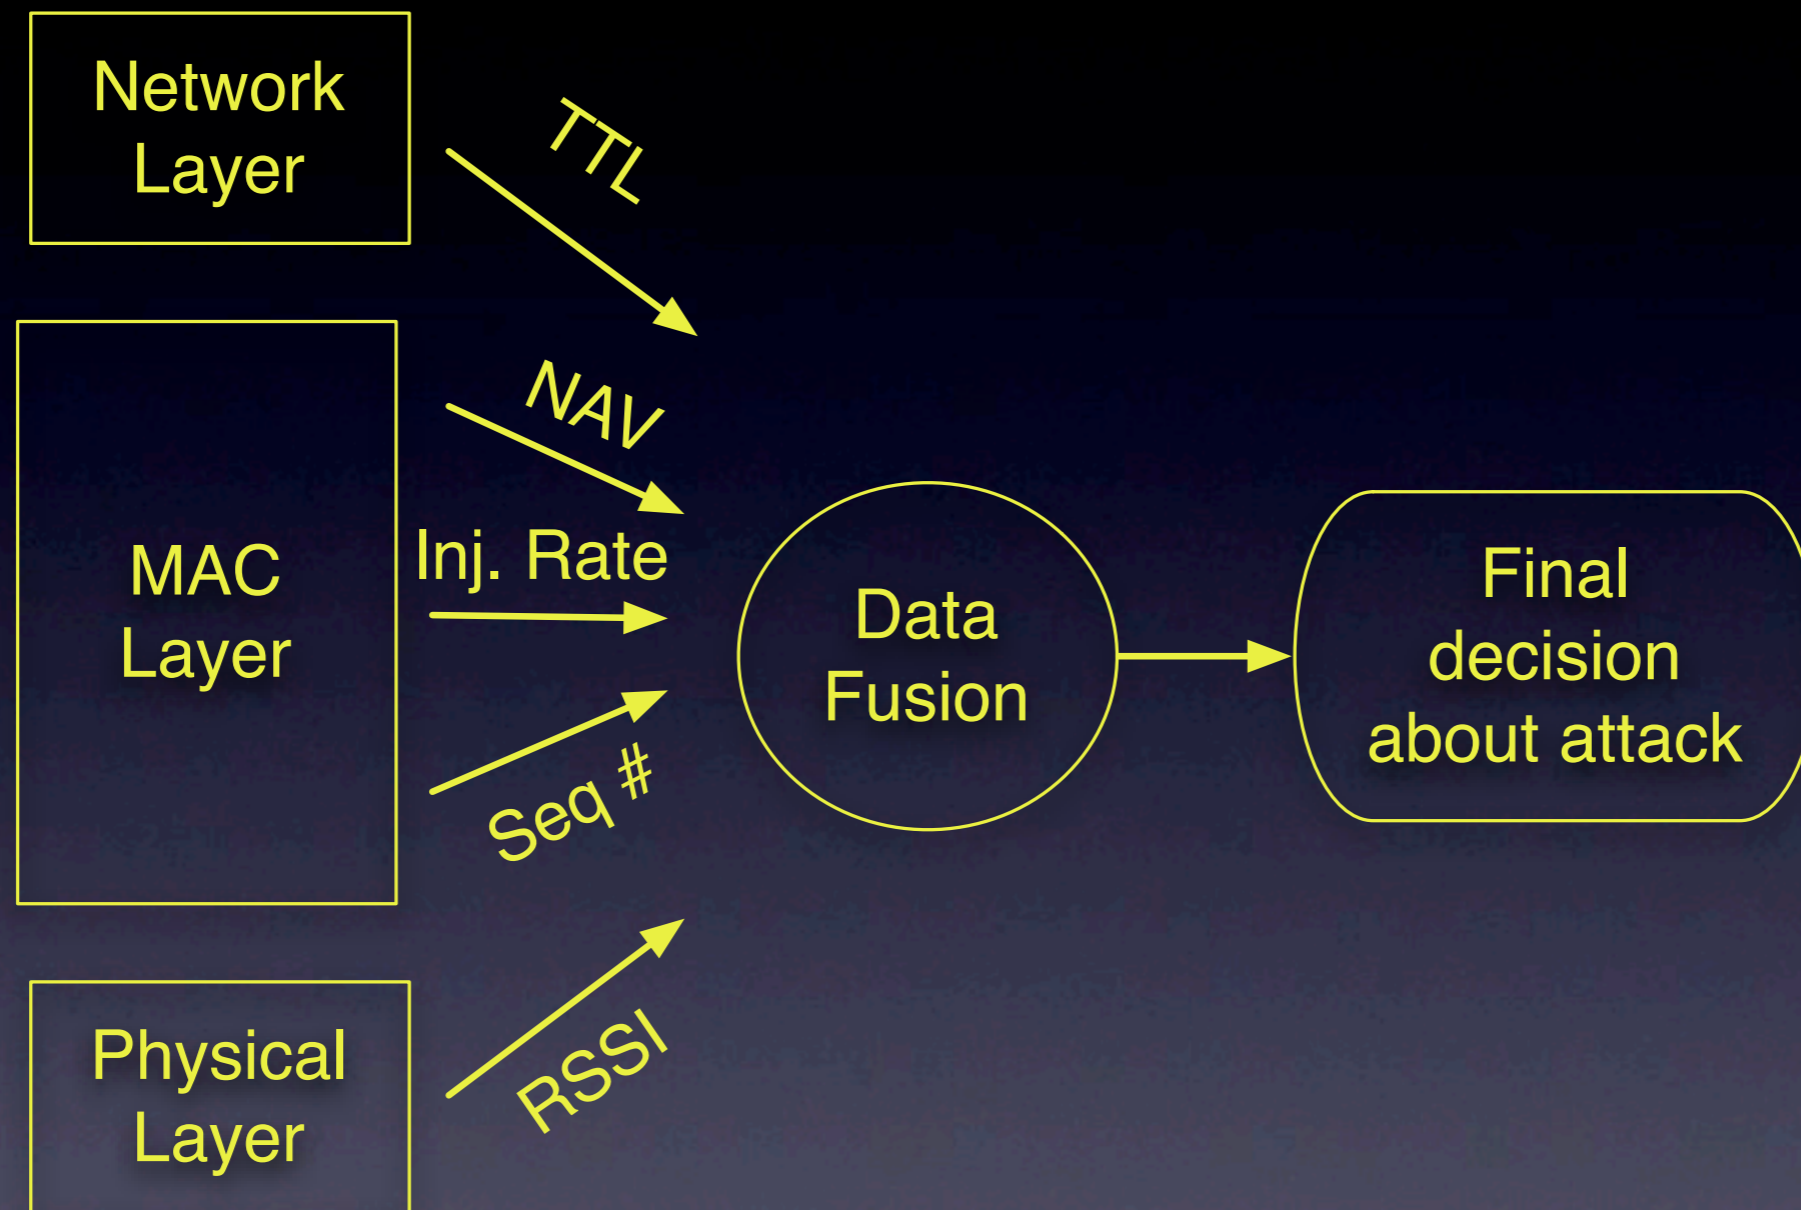 Network
Layer
TTL
NAV
MAC
Layer
Inj. Rate
Seq #
Physical
Layer
RSSI
Data
Fusion
Final
decision
about attack